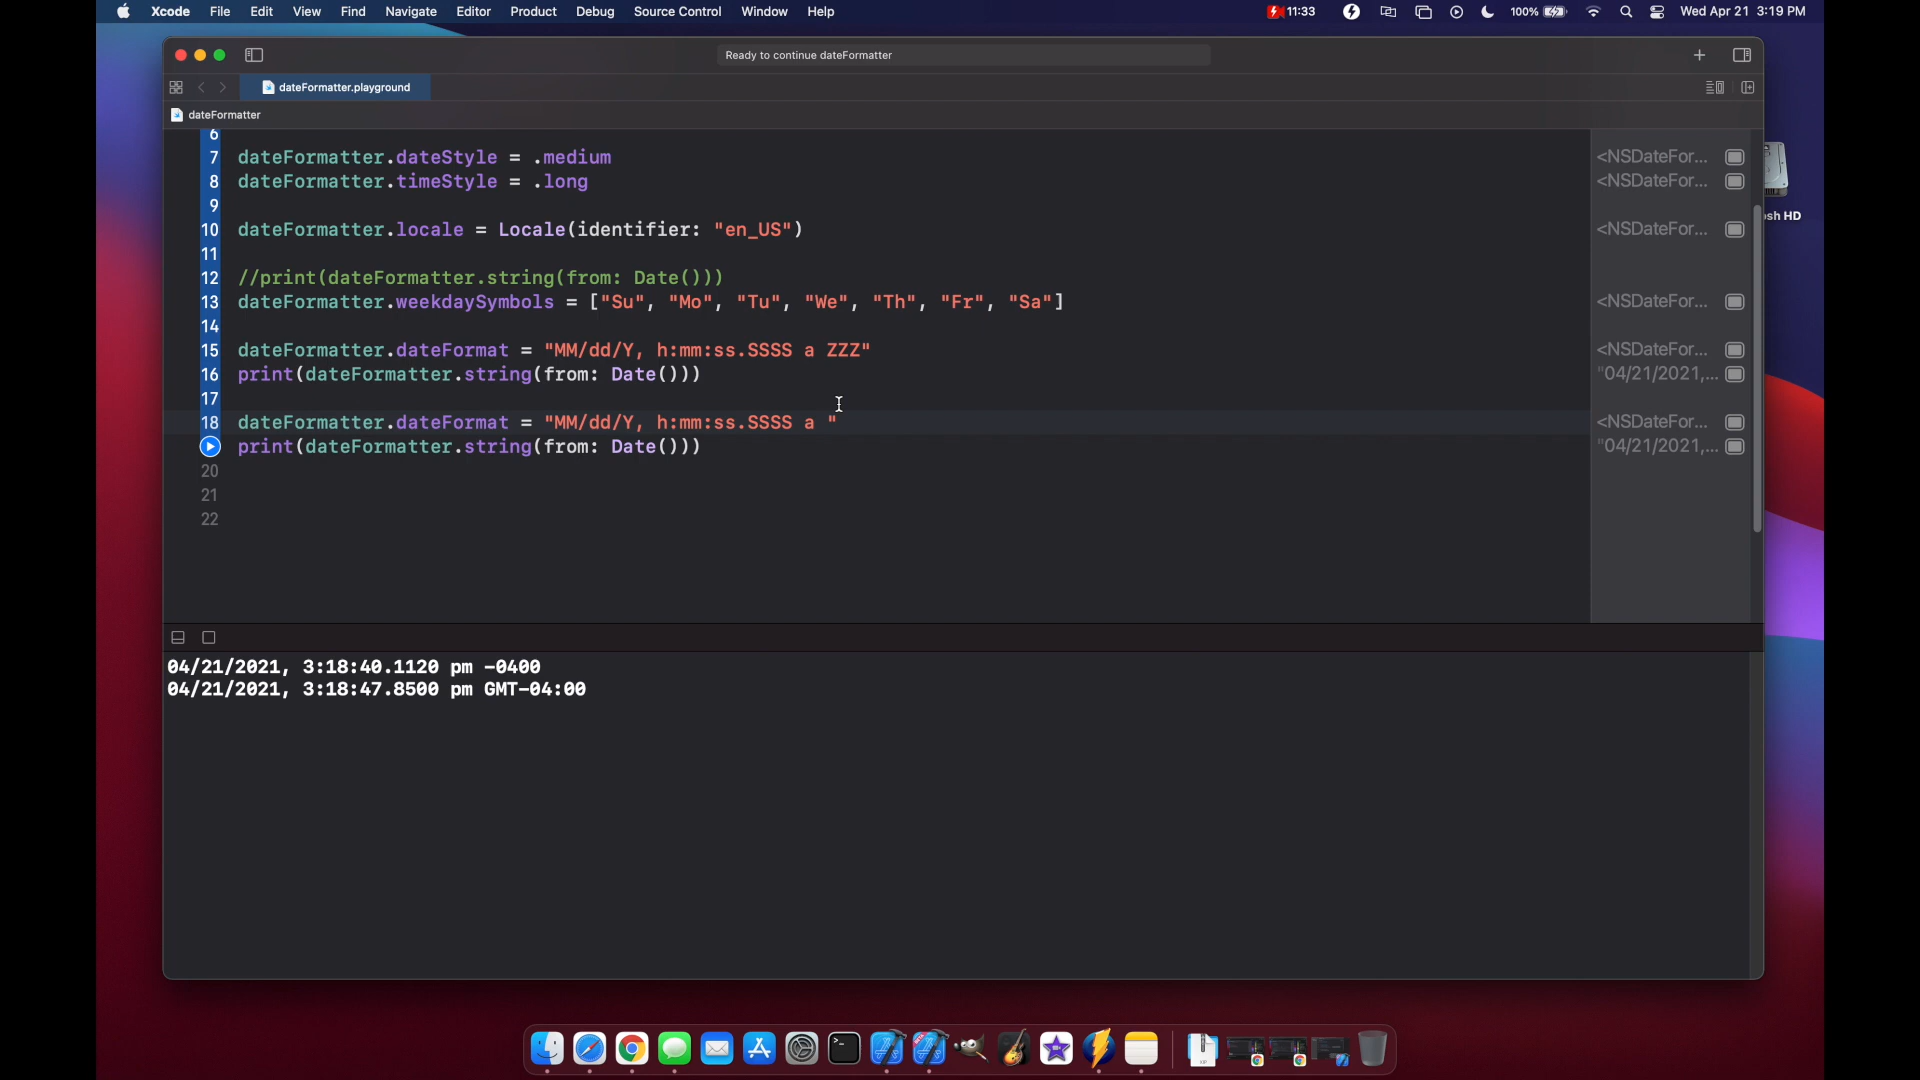 Xcode File Edit View Find Navigate Editor Product Debug Source Control Window Help 11:33 100% Wed Apr 21 3:19 PM
Ready to continue dateFormatter
dateFormatter.playground
dateFormatter
6
7 dateFormatter.dateStyle = .medium <NSDateFor...
8 dateFormatter.timeStyle = .long <NSDateFor...
9
10 dateFormatter.locale = Locale(identifier: "en_US") <NSDateFor...
11
12 //print(dateFormatter.string(from: Date()))
13 dateFormatter.weekdaySymbols = ["Su", "Mo", "Tu", "We", "Th", "Fr", "Sa"] <NSDateFor...
14
15 dateFormatter.dateFormat = "MM/dd/Y, h:mm:ss.SSSS a ZZZ" <NSDateFor...
16 print(dateFormatter.string(from: Date())) "04/21/2021,...
17
18 dateFormatter.dateFormat = "MM/dd/Y, h:mm:ss.SSSS a " <NSDateFor...
print(dateFormatter.string(from: Date())) "04/21/2021,...
20
21
22
04/21/2021, 3:18:40.1120 pm -0400
04/21/2021, 3:18:47.8500 pm GMT-04:00